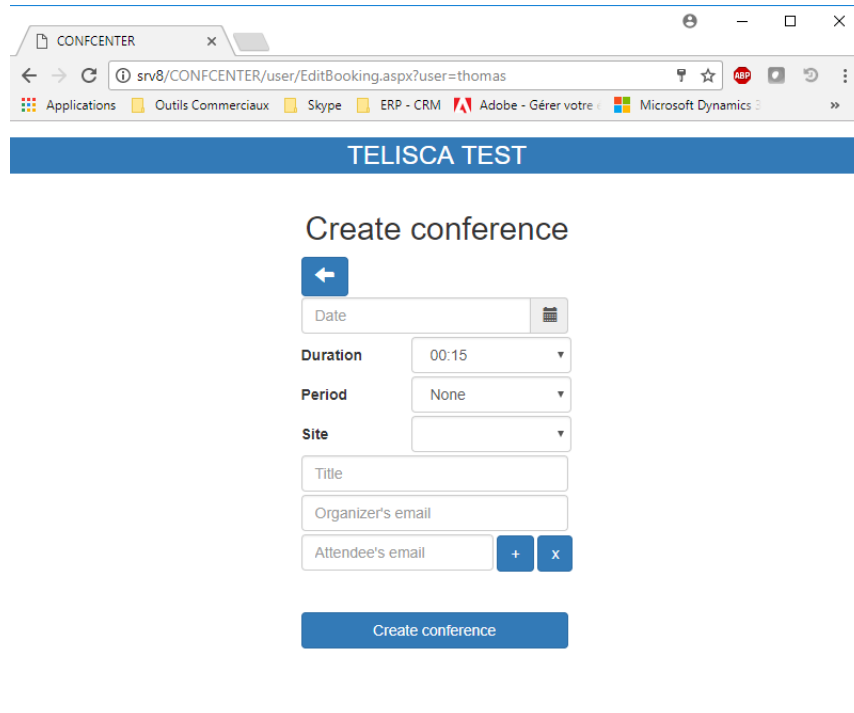 CONFCENTER
srv8/CONFCENTER/user/EditBooking.aspx?user=thomas
ABP
Applications Outils Commerciaux Skype ERP - CRM Adobe - Gérer votre Microsoft Dynamics
TELISCA TEST
Create conference
Date
Duration 00:15
Period None
Site
Title
Organizer's email
Attendee's email + x
Create conference